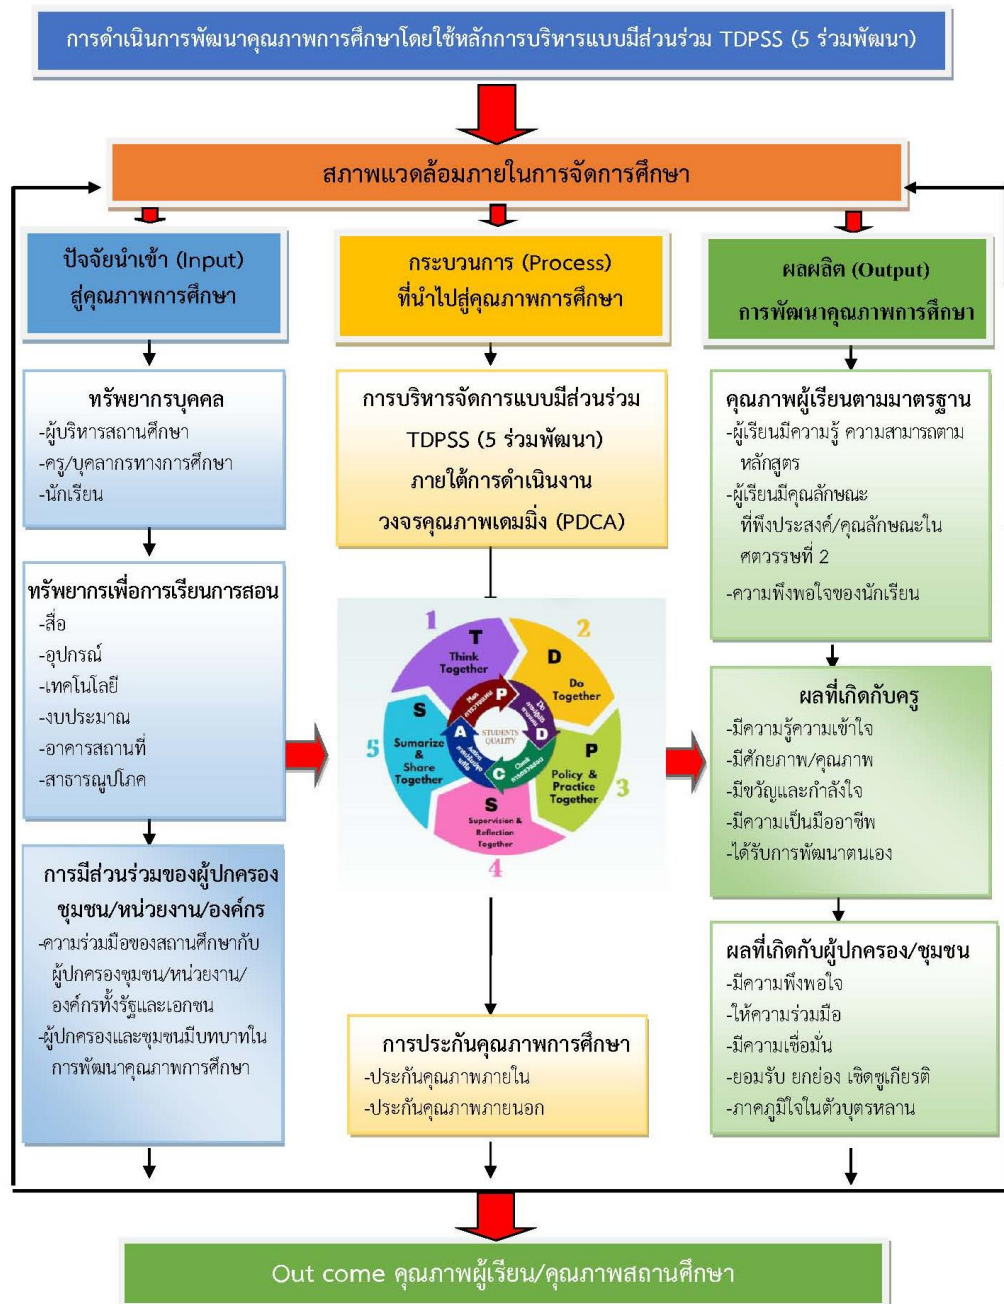 การดำเนินการพัฒนาคุณภาพการศึกษาโดยใช้หลักการบริหารแบบมีส่วนร่วม TDPSS (5 ร่วมพัฒนา)
สภาพแวดล้อมภายในการจัดการศึกษา
ปัจจัยนำเข้า (Input)
สู่คุณภาพการศึกษา
ทรัพยากรบุคคล
-ผู้บริหารสถานศึกษา
-ครู/บุคลากรทางการศึกษา
-นักเรียน
ทรัพยากรเพื่อการเรียนการสอน
-สื่อ
-อุปกรณ์
-เทคโนโลยี
-งบประมาณ
-อาคารสถานที่
-สาธารณูปโภค
การมีส่วนร่วมของผู้ปกครอง
ชุมชน/หน่วยงาน/องค์กร
-ความร่วมมือของสถานศึกษากับ
ผู้ปกครองชุมชน/หน่วยงาน/
องค์กรทั้งรัฐและเอกชน
-ผู้ปกครองและชุมชนมีบทบาทใน
การพัฒนาคุณภาพการศึกษา
กระบวนการ (Process)
ที่นำไปสู่คุณภาพการศึกษา
การบริหารจัดการแบบมีส่วนร่วม
TDPSS (5 ร่วมพัฒนา)
ภายใต้การดำเนินงาน
วงจรคุณภาพเดมมิ่ง (PDCA)
1
T
Think
Together
2
D
Do
Together
3
P
Policy &
Practice
Together
4
S
Supervision &
Reflection
Together
5
S
Sumarize
&
Share
Together
P
Plan
การวางแผน
D
Do
C
Check
A
STUDENTS
QUALITY
การประกันคุณภาพการศึกษา
-ประกันคุณภาพภายใน
-ประกันคุณภาพภายนอก
ผลผลิต (Output)
การพัฒนาคุณภาพการศึกษา
คุณภาพผู้เรียนตามมาตรฐาน
-ผู้เรียนมีความรู้ ความสามารถตาม
หลักสูตร
-ผู้เรียนมีคุณลักษณะ
ที่พึงประสงค์/คุณลักษณะใน
ศตวรรษที่ 2
-ความพึงพอใจของนักเรียน
ผลที่เกิดกับครู
-มีความรู้ความเข้าใจ
-มีศักยภาพ/คุณภาพ
-มีขวัญและกำลังใจ
-มีความเป็นมืออาชีพ
-ได้รับการพัฒนาตนเอง
ผลที่เกิดกับผู้ปกครอง/ชุมชน
-มีความพึงพอใจ
-ให้ความร่วมมือ
-มีความเชื่อมั่น
-ยอมรับ ยกย่อง เชิดชูเกียรติ
-ภาคภูมิใจในตัวบุตรหลาน
Out come คุณภาพผู้เรียน/คุณภาพสถานศึกษา